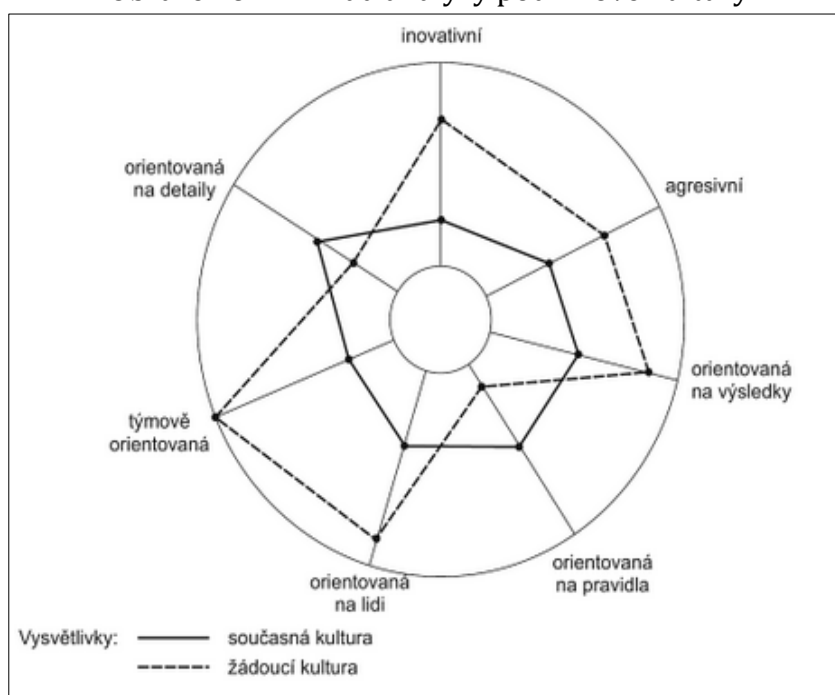 inovativní
orientovaná
na detaily
agresivní
orientovaná
na výsledky
týmově
orientovaná
orientovaná
na pravidla
orientovaná
na lidi
Vysvětlivky:
současná kultura
žádoucí kultura